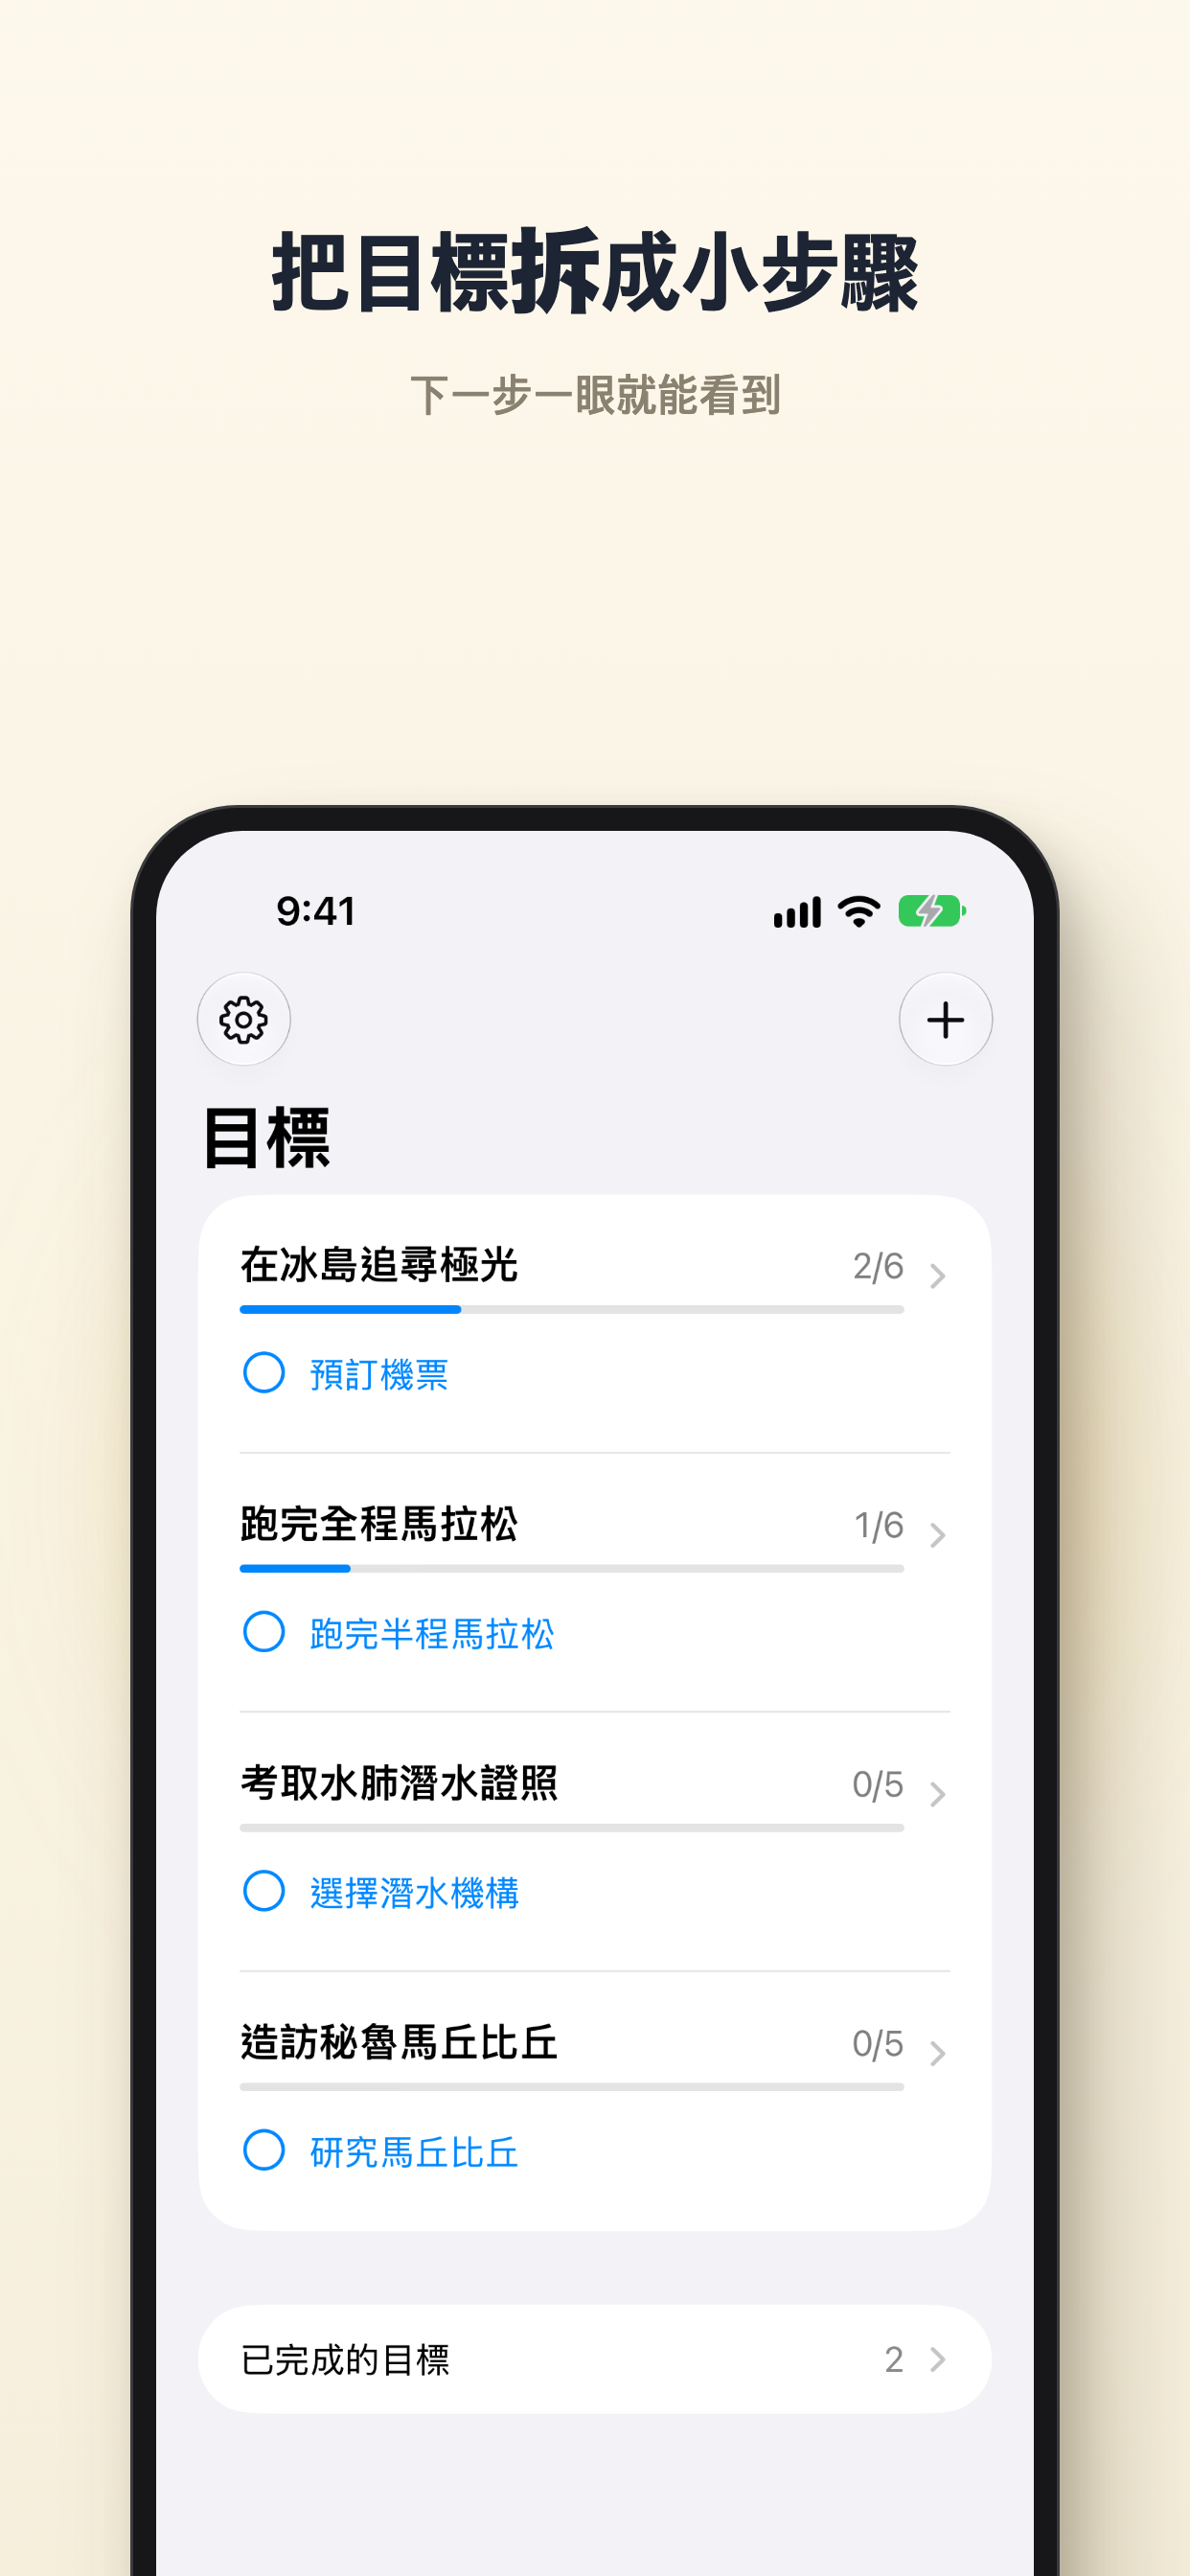 把目標拆成小步驟
下一步一眼就能看到
9:41
目標
在冰島追尋極光 2/6
預訂機票
跑完全程馬拉松 1/6
跑完半程馬拉松
考取水肺潛水證照 0/5
選擇潛水機構
造訪秘魯馬丘比丘 0/5
研究馬丘比丘
已完成的目標 2